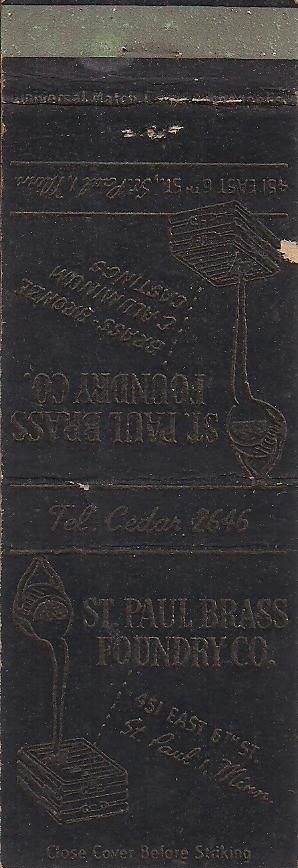 Universal Match
451 EAST 6TH ST., St. Paul 1, Minn.
BRASS-BRONZE
& ALUMINUM
CASTINGS
ST. PAUL BRASS
FOUNDRY CO.
Tel. Cedar 2646
ST. PAUL BRASS
FOUNDRY CO.
451 EAST 6TH ST.
St. Paul 1, Minn.
Close Cover Before Striking